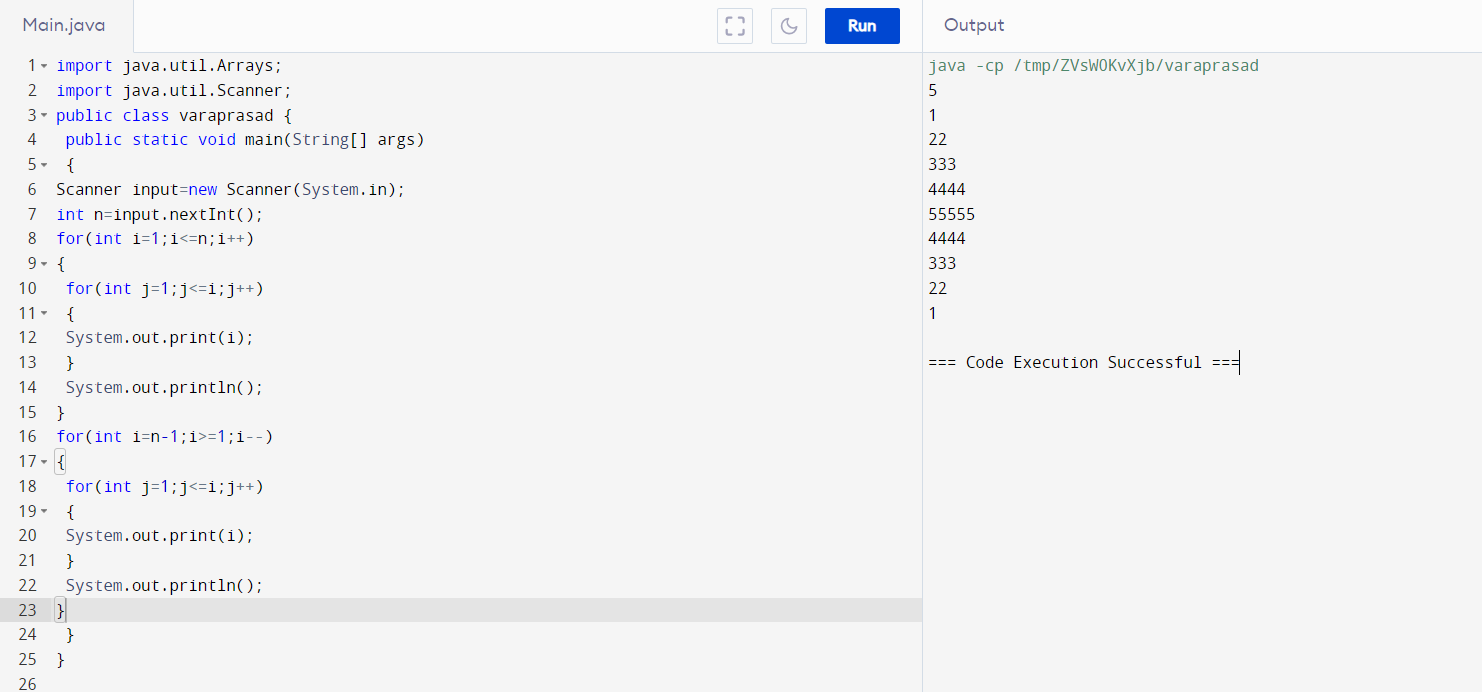 Main.java
Run
Output
1 import java.util.Arrays;
2 import java.util.Scanner;
3 public class varaprasad {
4  public static void main(String[] args)
5  {
6 Scanner input=new Scanner(System.in);
7 int n=input.nextInt();
8 for(int i=1;i<=n;i++)
9 {
10  for(int j=1;j<=i;j++)
11  {
12  System.out.print(i);
13  }
14  System.out.println();
15 }
16 for(int i=n-1;i>=1;i--)
17 {
18  for(int j=1;j<=i;j++)
19  {
20  System.out.print(i);
21  }
22  System.out.println();
23 }
24  }
25 }
26
java -cp /tmp/ZVsWOKvXjb/varaprasad
5
1
22
333
4444
55555
4444
333
22
1
=== Code Execution Successful ===